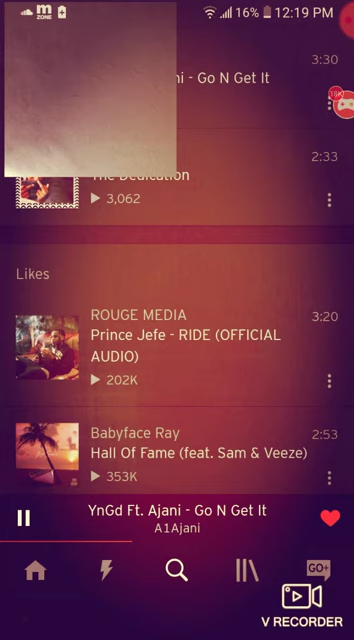 m
ZONE
16% 12:19 PM
3:30
ni - Go N Get It
2:33
The Dedication
3,062
Likes
ROUGE MEDIA
3:20
Prince Jefe - RIDE (OFFICIAL
AUDIO)
202K
Babyface Ray
2:53
Hall Of Fame (feat. Sam & Veeze)
353K
YnGd Ft. Ajani - Go N Get It
A1Ajani
GO+
V RECORDER